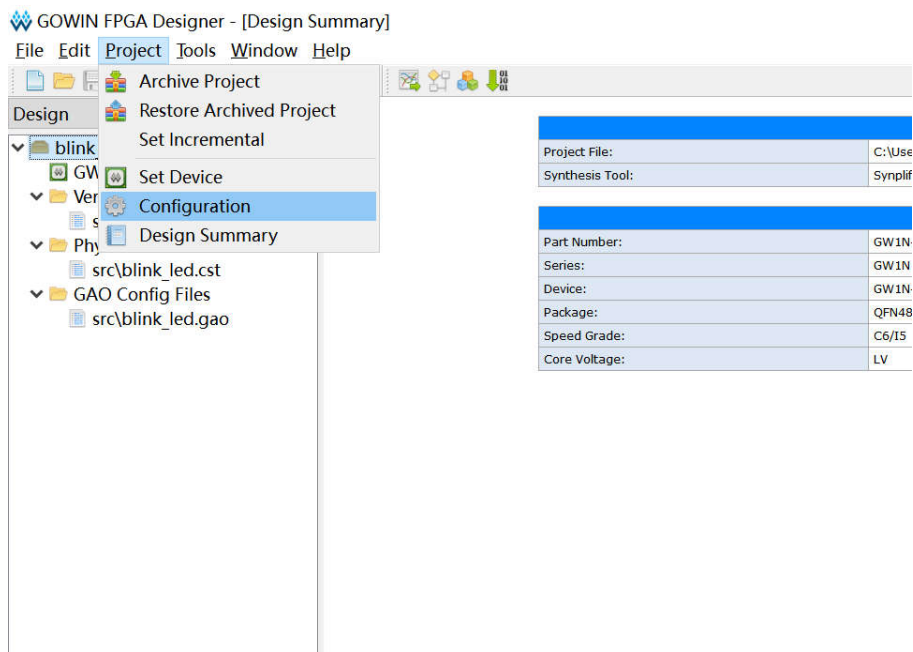 GOWIN FPGA Designer - [Design Summary]
File Edit Project Tools Window Help
Archive Project
Restore Archived Project
Set Incremental
Set Device
Configuration
Design Summary
Design
blink_
GW
Ver
s
Phy
src\blink_led.cst
GAO Config Files
src\blink_led.gao
Project File: C:\Use
Synthesis Tool: Synplif
Part Number: GW1N-
Series: GW1N
Device: GW1N-
Package: QFN48
Speed Grade: C6/I5
Core Voltage: LV